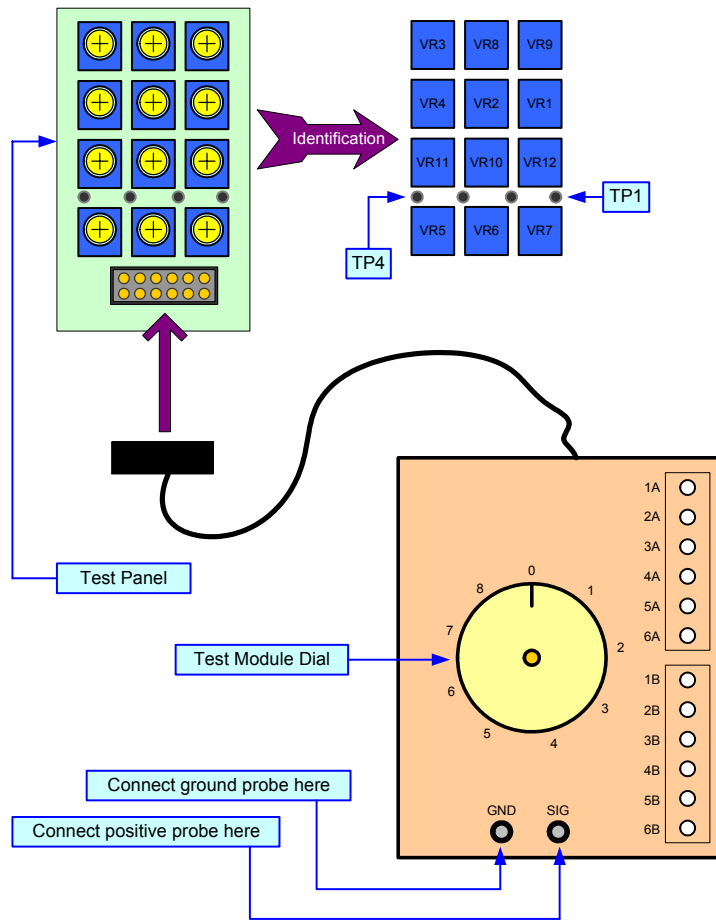 VR3 VR8 VR9
VR4 VR2 VR1
Identification
VR11 VR10 VR12
TP1
VR5 VR6 VR7
TP4
1A
2A
3A
4A
5A
6A
Test Panel
0
1
2
3
4
5
6
7
8
Test Module Dial
1B
2B
3B
4B
5B
6B
Connect ground probe here
GND SIG
Connect positive probe here